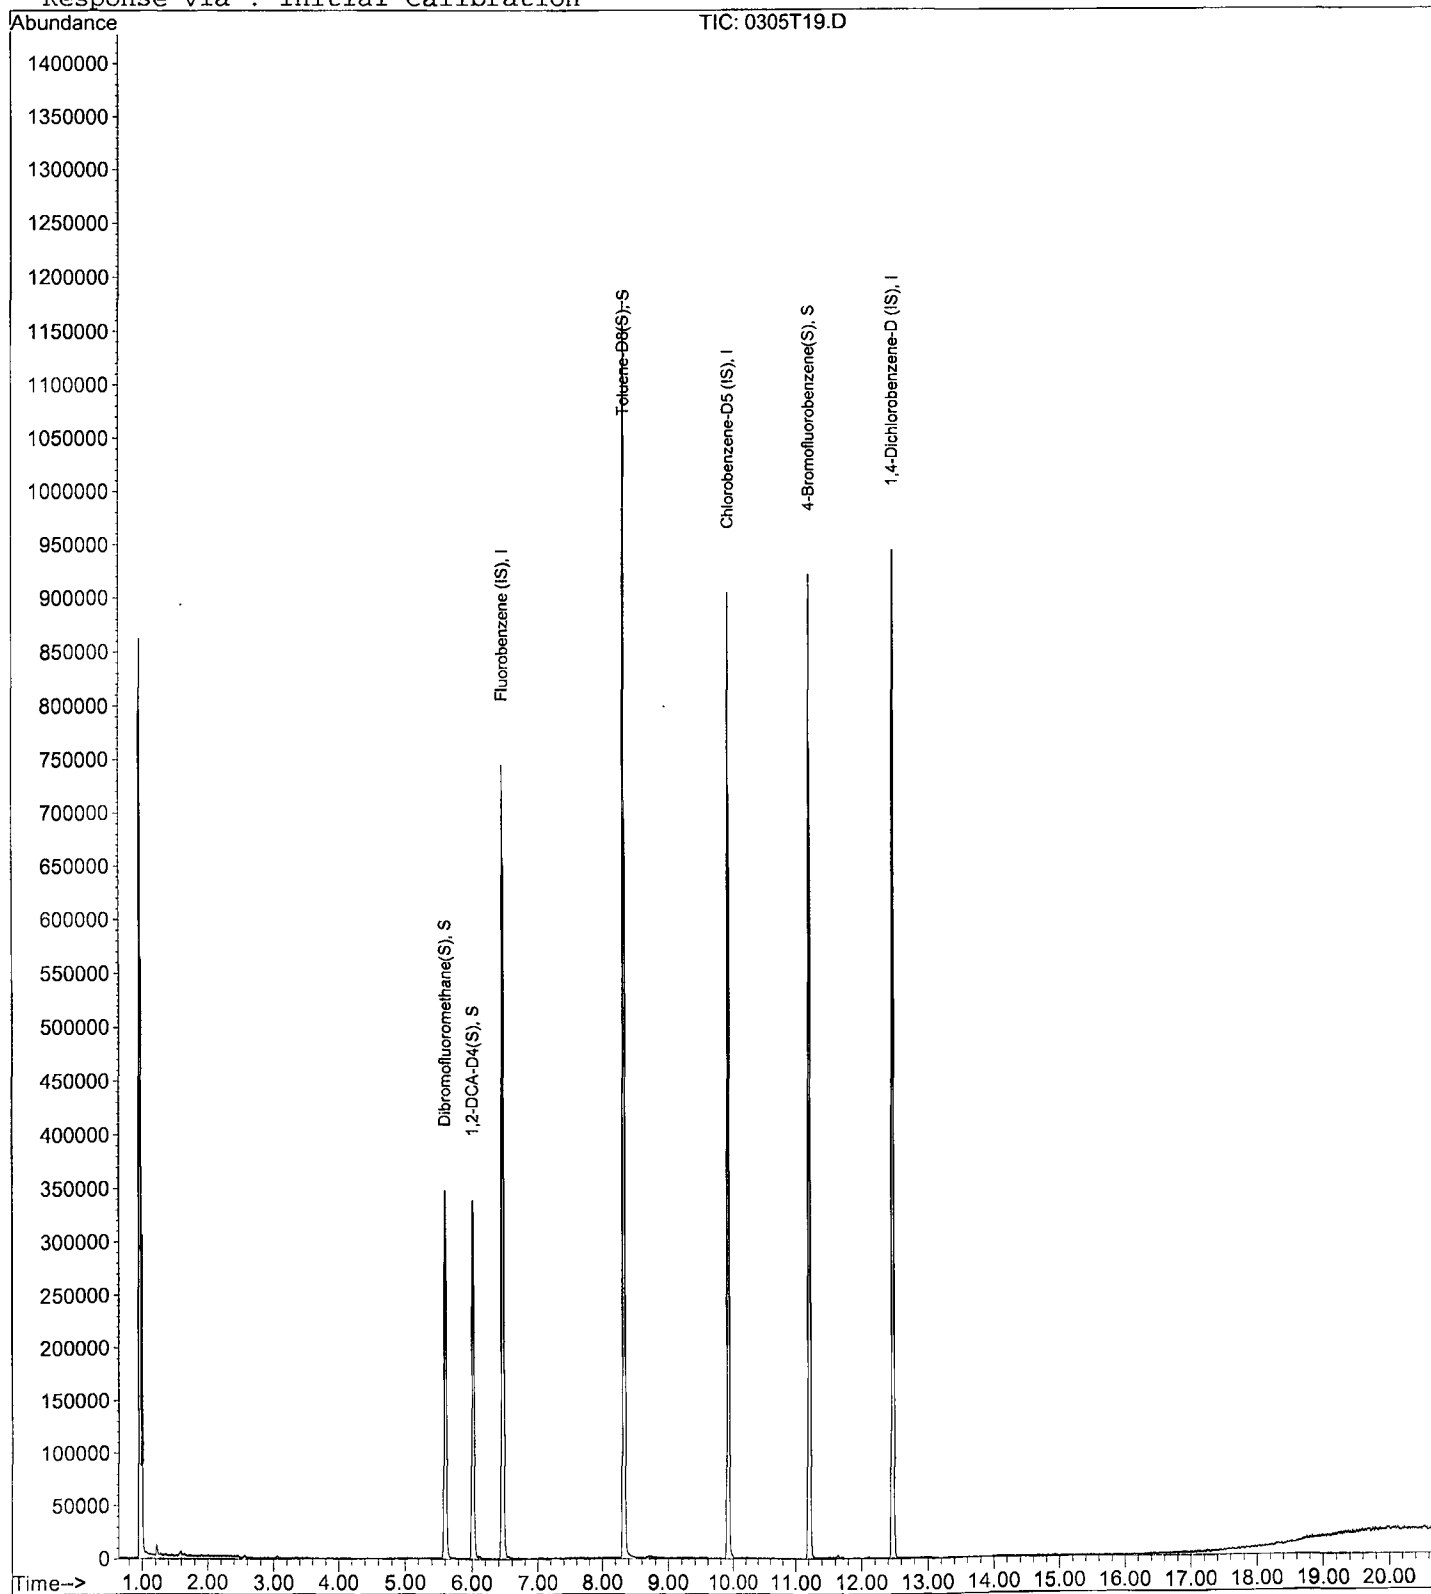 Response via : Initial Calibration
Abundance
TIC: 0305T19.D
1400000
1350000
1300000
1250000
1200000
1150000
1100000
1050000
1000000
950000
900000
850000
800000
750000
700000
650000
600000
550000
500000
450000
400000
350000
300000
250000
200000
150000
100000
50000
0
Dibromofluoromethane(S), S
1,2-DCA-D4(S), S
Fluorobenzene (IS), I
Toluene-D8(S), S
Chlorobenzene-D5 (IS), I
4-Bromofluorobenzene(S), S
1,4-Dichlorobenzene-D (IS), I
Time--> 1.00 2.00 3.00 4.00 5.00 6.00 7.00 8.00 9.00 10.00 11.00 12.00 13.00 14.00 15.00 16.00 17.00 18.00 19.00 20.00